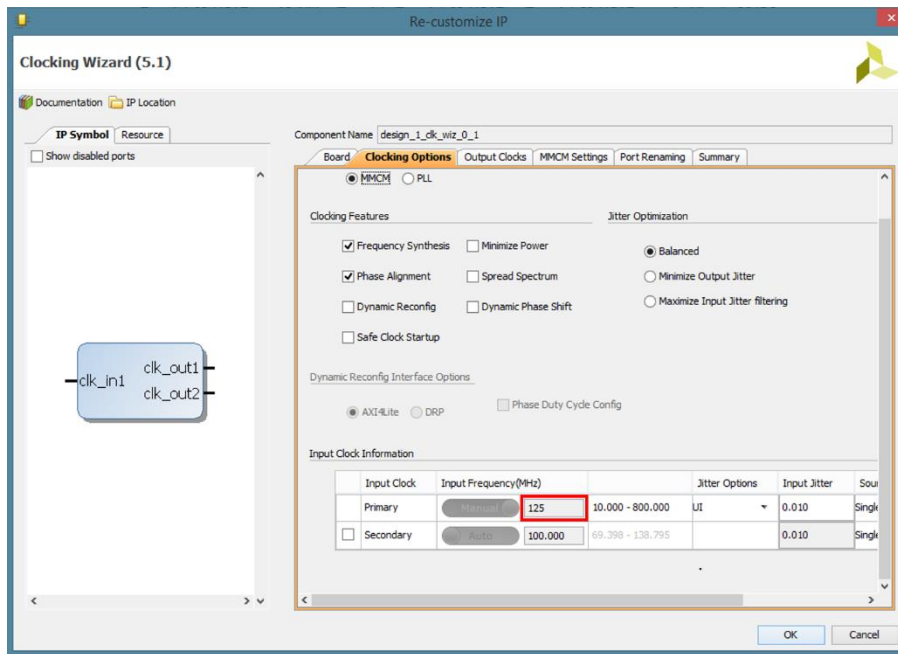 Re-customize IP
Clocking Wizard (5.1)
Documentation IP Location
IP Symbol Resource
Show disabled ports
clk_in1
clk_out1
clk_out2
Component Name design_1_clk_wiz_0_1
Board Clocking Options Output Clocks MMCM Settings Port Renaming Summary
MMCM PLL
Clocking Features Jitter Optimization
Frequency Synthesis Minimize Power Balanced
Phase Alignment Spread Spectrum Minimize Output Jitter
Dynamic Reconfig Dynamic Phase Shift Maximize Input Jitter filtering
Safe Clock Startup
Dynamic Reconfig Interface Options
AXI4Lite DRP Phase Duty Cycle Config
Input Clock Information
Input Clock Input Frequency(MHz) Jitter Options Input Jitter Sou
Primary Manual 125 10.000 - 800.000 UI 0.010 Single
Secondary Auto 100.000 69.398 - 138.795 0.010 Single
OK Cancel